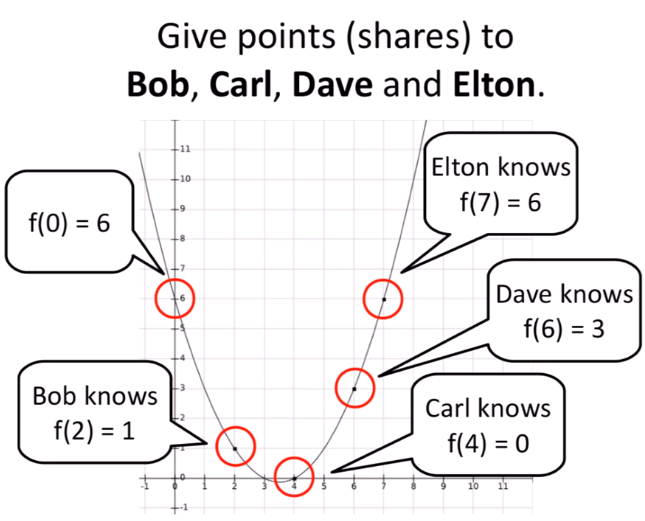 Give points (shares) to
Bob, Carl, Dave and Elton.
f(0) = 6
Elton knows
f(7) = 6
Dave knows
f(6) = 3
Bob knows
f(2) = 1
Carl knows
f(4) = 0
11
10
9
8
7
6
5
4
3
2
1
0
-1
-1 0 1 2 3 4 5 6 7 8 9 10 11